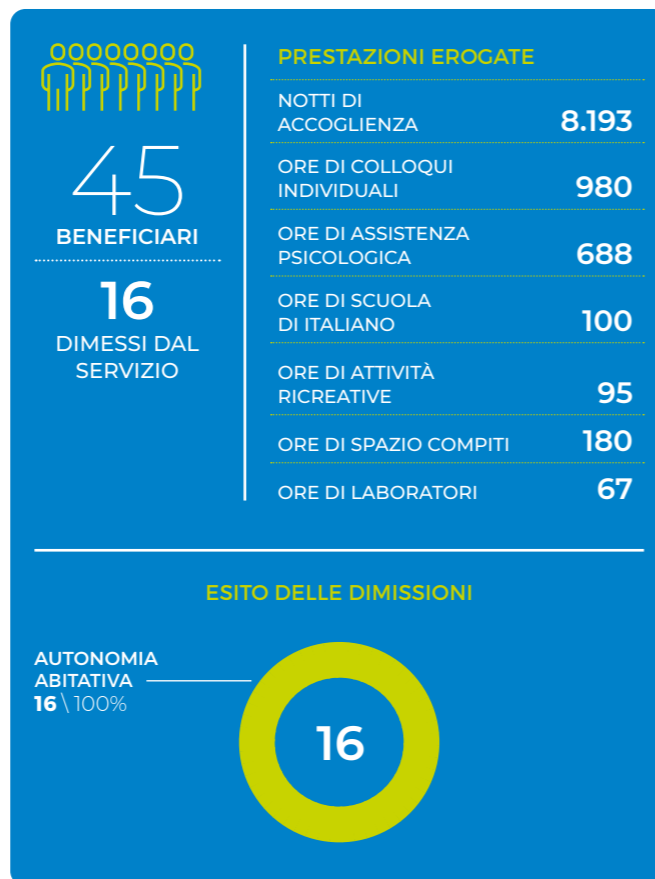 45
BENEFICIARI
16
DIMESSI DAL
SERVIZIO
PRESTAZIONI EROGATE
NOTTI DI
ACCOGLIENZA 8.193
ORE DI COLLOQUI
INDIVIDUALI 980
ORE DI ASSISTENZA
PSICOLOGICA 688
ORE DI SCUOLA
DI ITALIANO 100
ORE DI ATTIVITÀ
RICREATIVE 95
ORE DI SPAZIO COMPITI 180
ORE DI LABORATORI 67
ESITO DELLE DIMISSIONI
AUTONOMIA
ABITATIVA
16 \ 100%
16